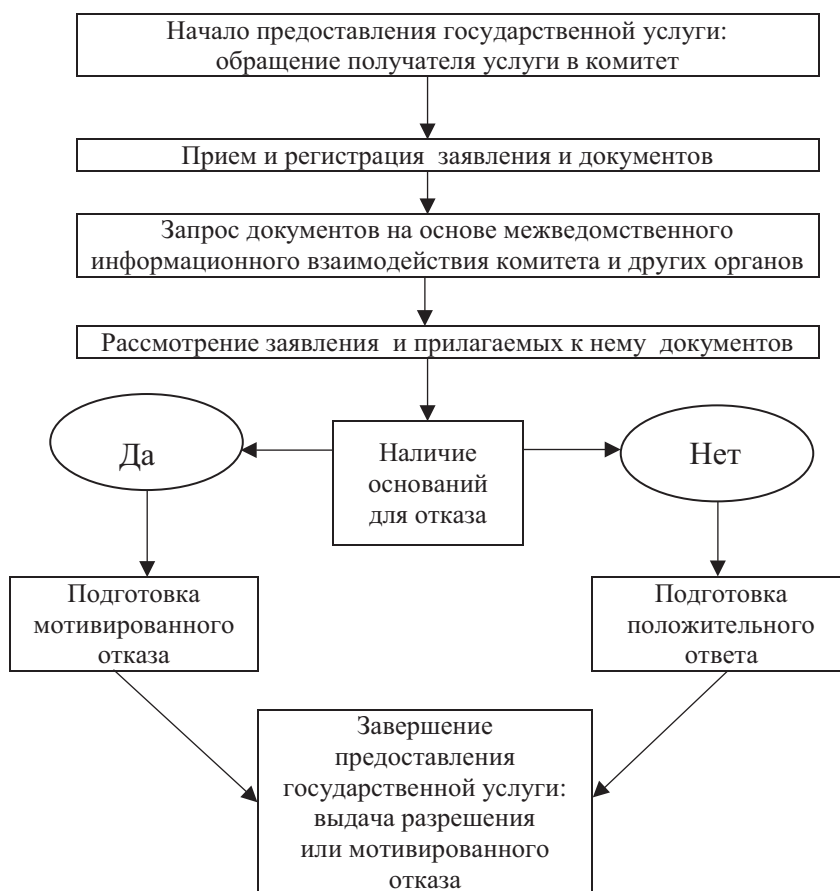 Начало предоставления государственной услуги:
обращение получателя услуги в комитет
Прием и регистрация заявления и документов
Запрос документов на основе межведомственного
информационного взаимодействия комитета и других органов
Рассмотрение заявления и прилагаемых к нему документов
Да
Наличие
оснований
для отказа
Нет
Подготовка
мотивированного
отказа
Подготовка
положительного
ответа
Завершение
предоставления
государственной услуги:
выдача разрешения
или мотивированного
отказа